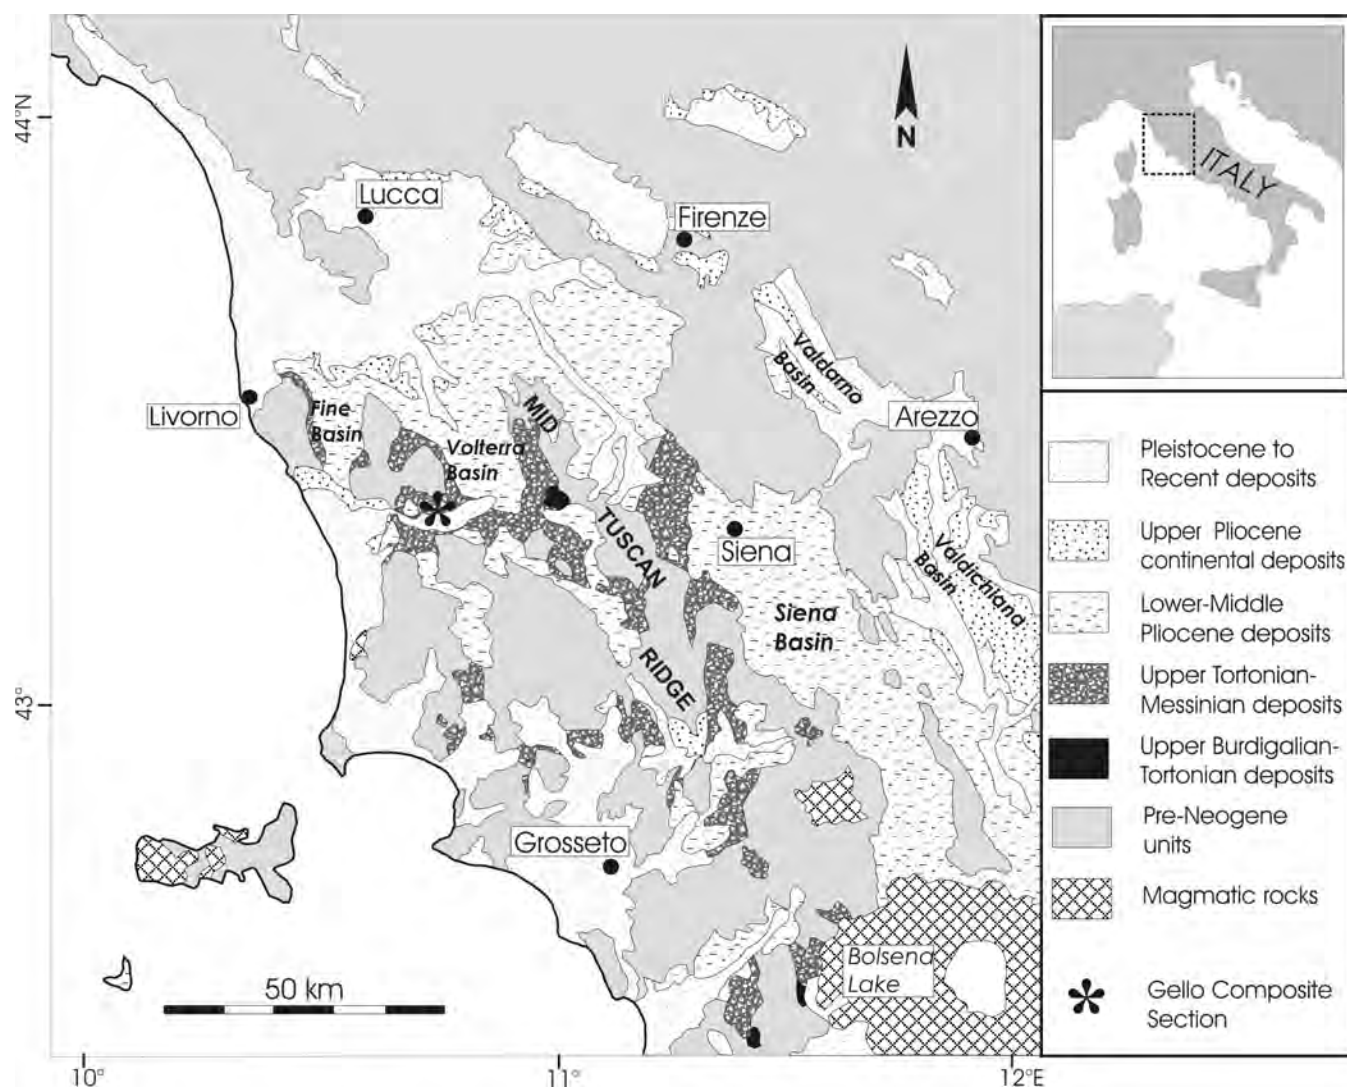 44°N
43°
10°
11°
12°E
N
Lucca
Firenze
Livorno
Fine
Basin
Volterra
Basin
MID
TUSCAN
RIDGE
Valdarno
Basin
Arezzo
Siena
Siena
Basin
Valdichiana
Basin
Grosseto
Bolsena
Lake
50 km
ITALY
Pleistocene to
Recent deposits
Upper Pliocene
continental deposits
Lower-Middle
Pliocene deposits
Upper Tortonian-
Messinian deposits
Upper Burdigalian-
Tortonian deposits
Pre-Neogene
units
Magmatic rocks
Gello Composite
Section